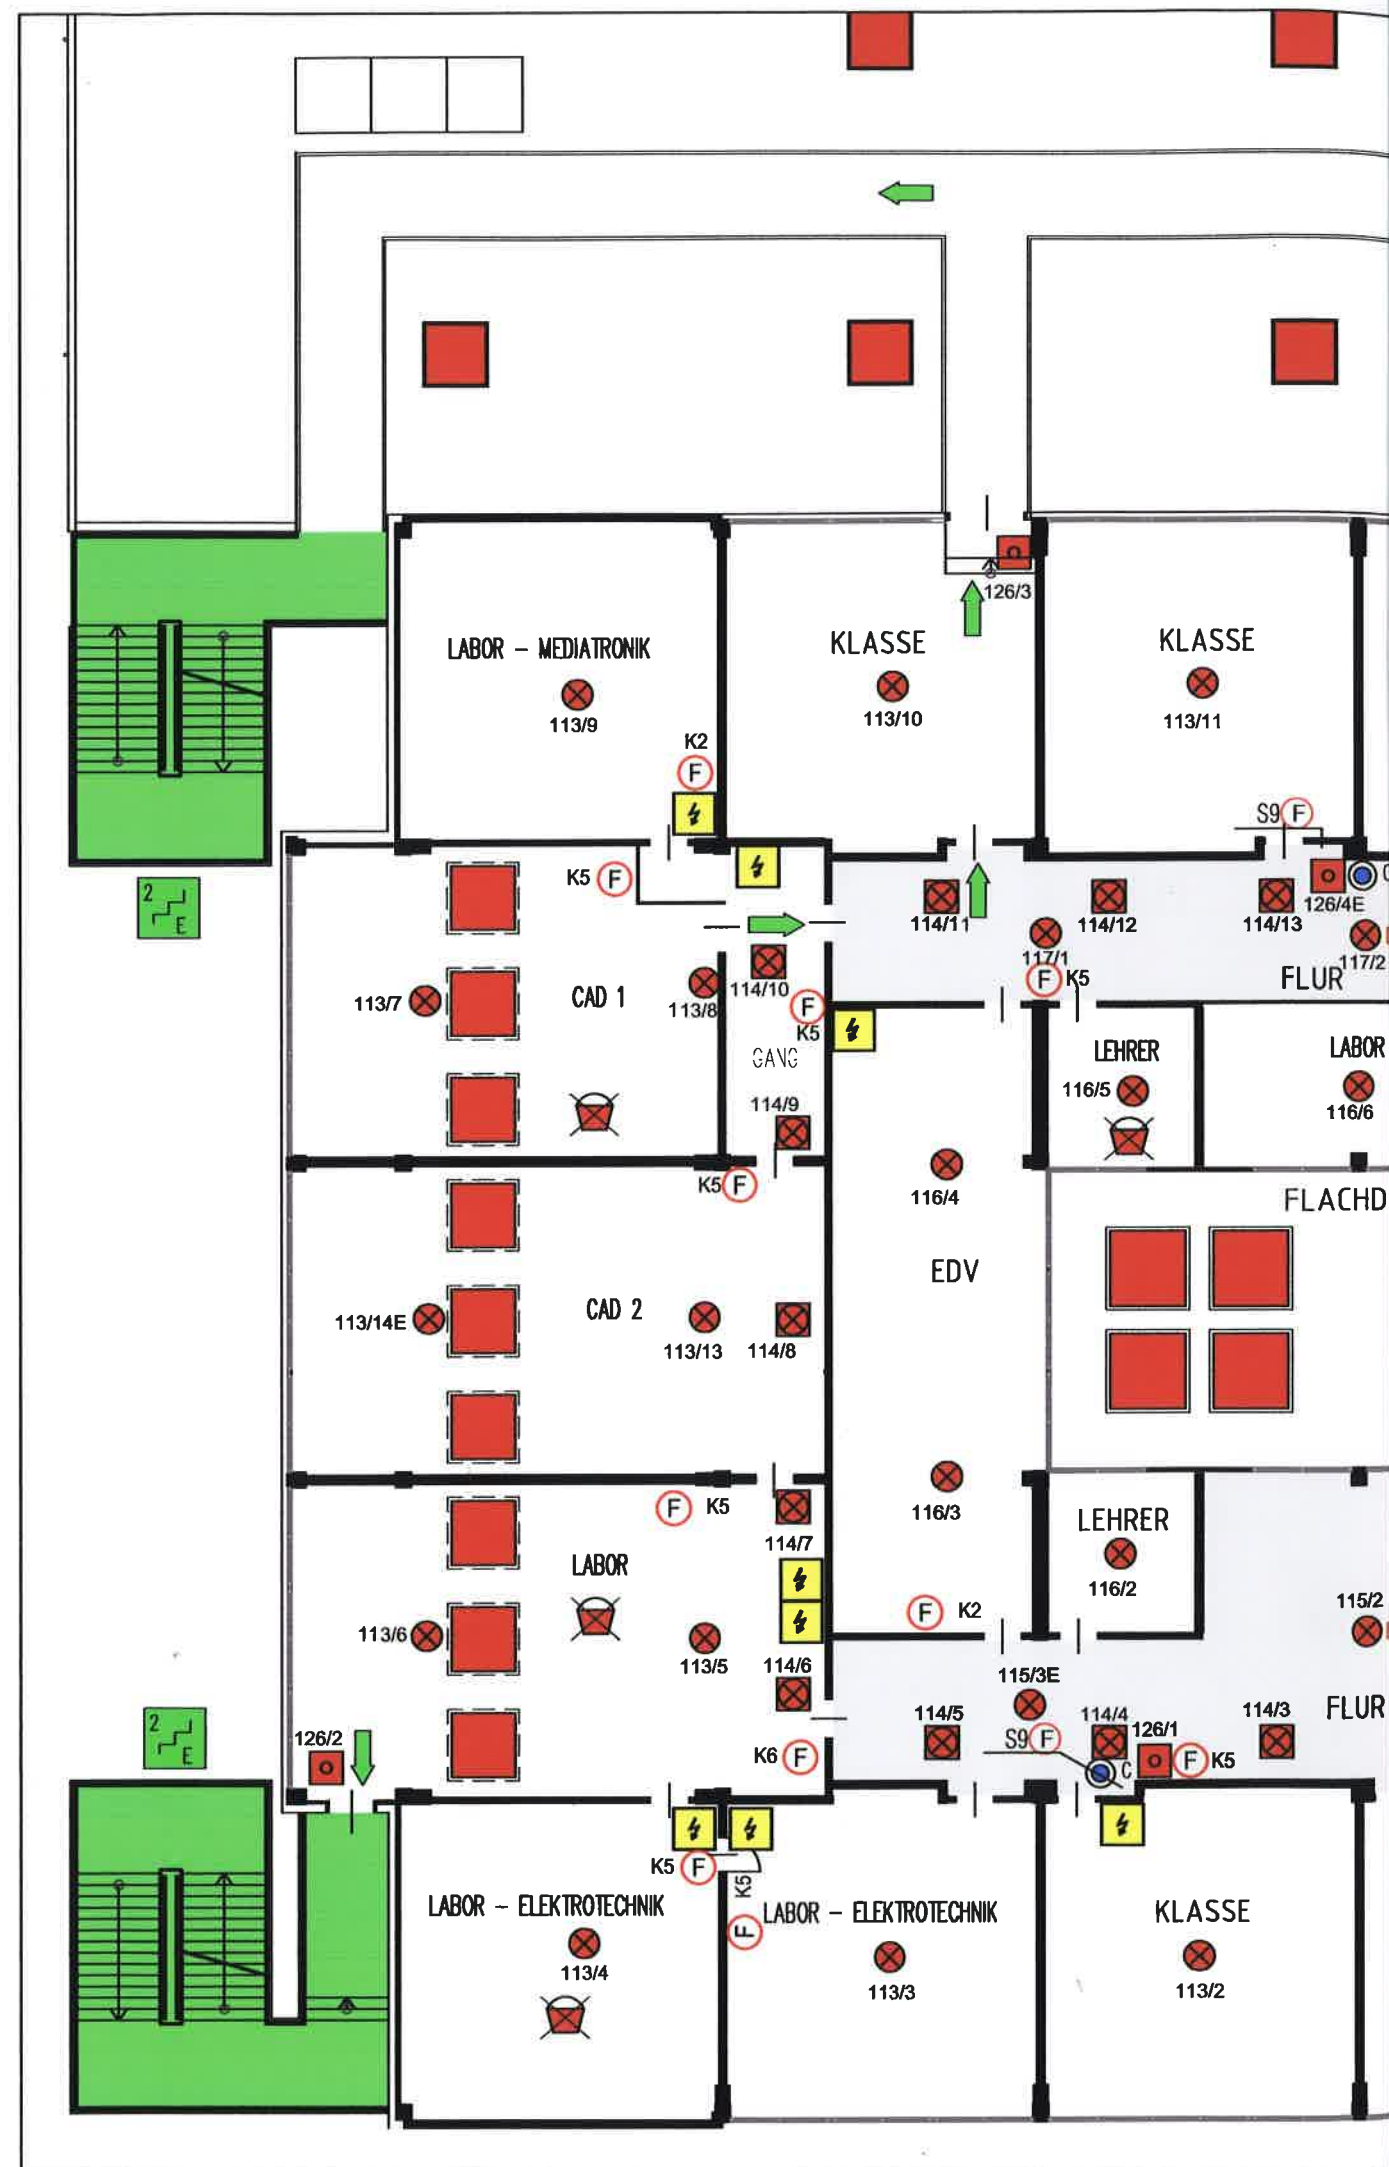 126/3
LABOR - MEDIATRONIK
KLASSE
KLASSE
113/9
113/10
113/11
K2
F
S9 F
K5 F
2
E
114/11
114/12
114/13
126/4E
C
117/1
117/2
F K5
FLUR
113/7
CAD 1
113/8
114/10
F
K5
GANG
LEHRER
LABOR
116/5
116/6
114/9
K5 F
116/4
FLACHD
EDV
113/14E
CAD 2
113/13
114/8
116/3
F K5
114/7
LEHRER
116/2
LABOR
F K2
115/2
113/6
113/5
114/6
115/3E
114/5
S9 F
114/4
126/1
114/3
FLUR
C
F K5
K6 F
2
E
126/2
K5 F
K5
F
LABOR - ELEKTROTECHNIK
LABOR - ELEKTROTECHNIK
KLASSE
113/4
113/3
113/2